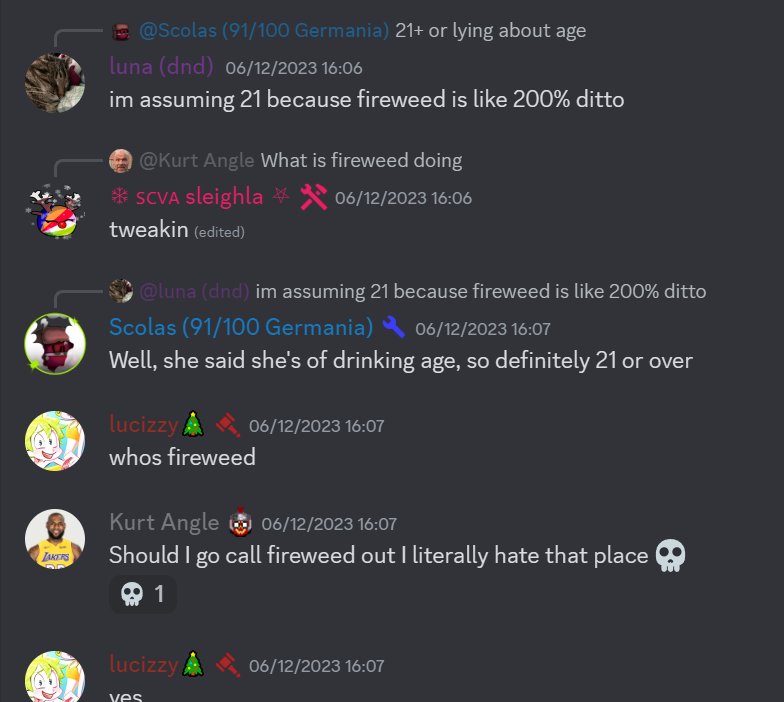 @Scolas (91/100 Germania) 21+ or lying about age
luna (dnd) 06/12/2023 16:06
im assuming 21 because fireweed is like 200% ditto
@Kurt Angle What is fireweed doing
❄ SCVA sleighla ⛧ 06/12/2023 16:06
tweakin (edited)
@luna (dnd) im assuming 21 because fireweed is like 200% ditto
Scolas (91/100 Germania) 06/12/2023 16:07
Well, she said she's of drinking age, so definitely 21 or over
lucizzy🎄 06/12/2023 16:07
whos fireweed
Kurt Angle 06/12/2023 16:07
Should I go call fireweed out I literally hate that place 💀
💀 1
lucizzy🎄 06/12/2023 16:07
yes
LAKERS